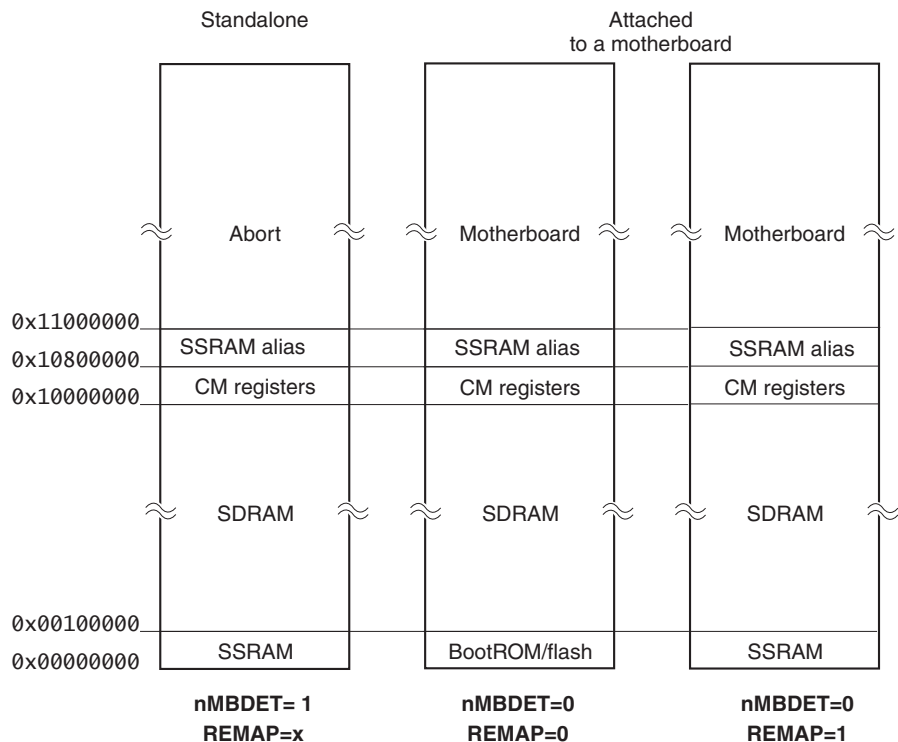 Standalone
Attached
to a motherboard
Abort
Motherboard
Motherboard
0x11000000
SSRAM alias
SSRAM alias
SSRAM alias
0x10800000
CM registers
CM registers
CM registers
0x10000000
SDRAM
SDRAM
SDRAM
0x00100000
SSRAM
BootROM/flash
SSRAM
0x00000000
nMBDET= 1
nMBDET=0
nMBDET=0
REMAP=x
REMAP=0
REMAP=1